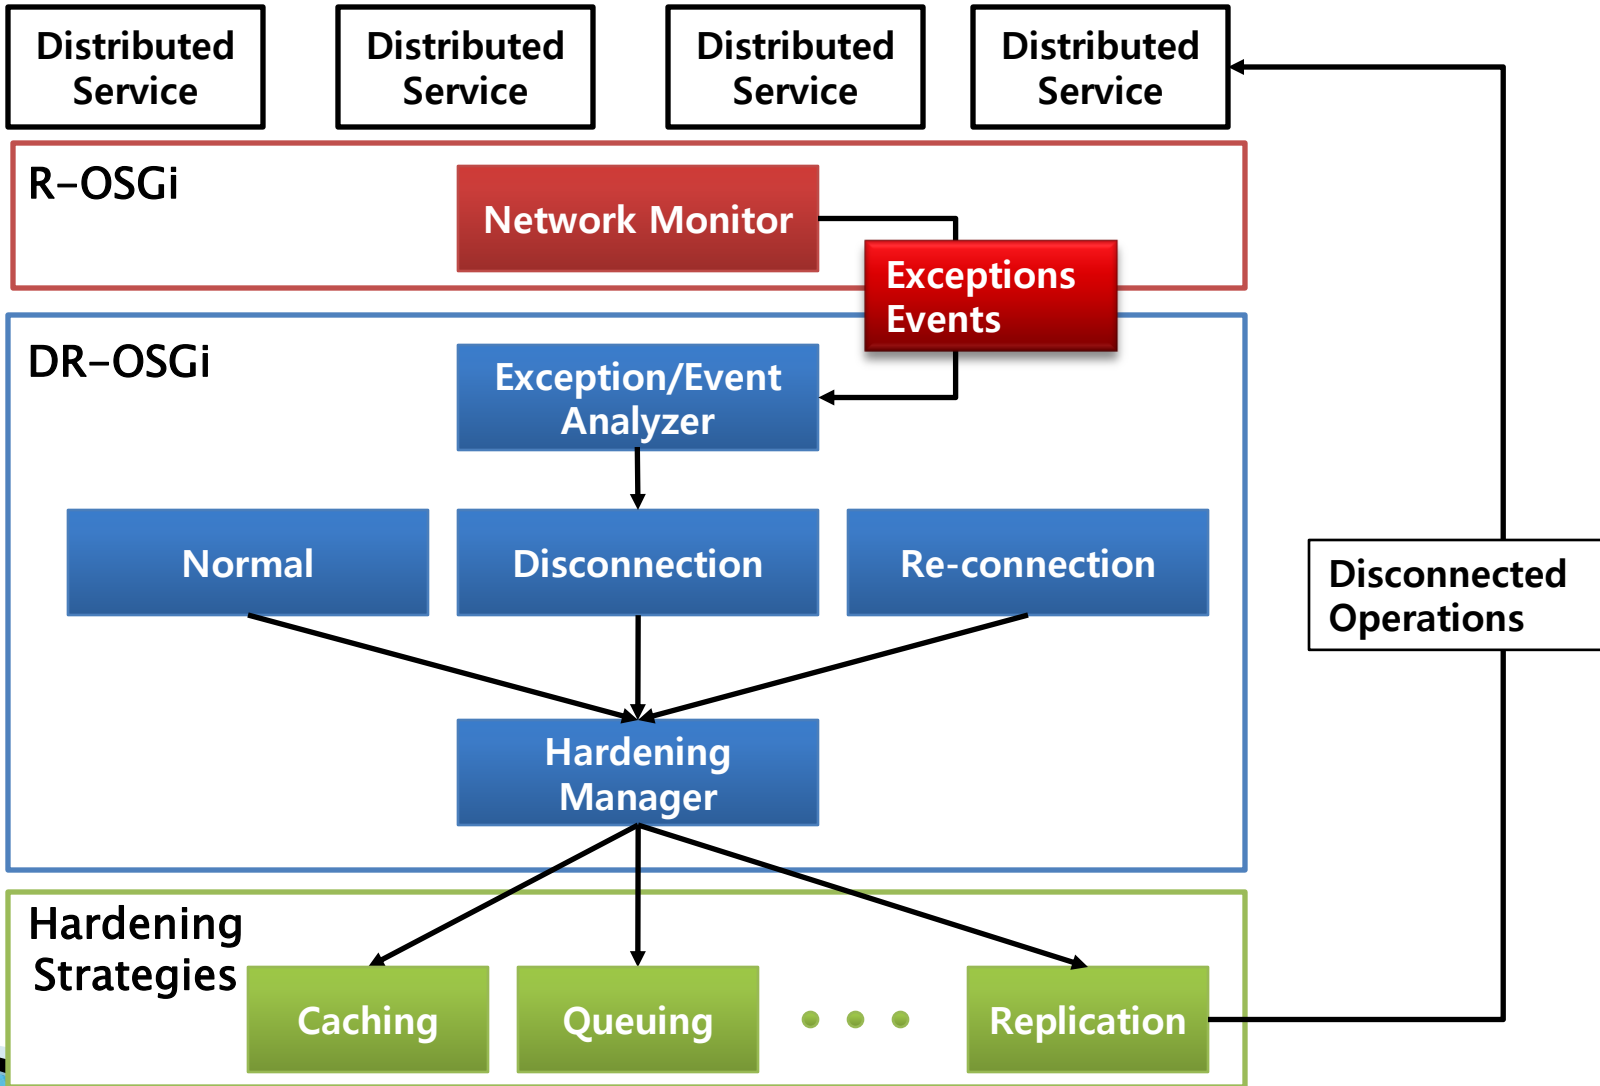 Distributed
Service
Distributed
Service
Distributed
Service
Distributed
Service
R-OSGi
Network Monitor
Exceptions
Events
DR-OSGi
Exception/Event
Analyzer
Normal
Disconnection
Re-connection
Disconnected
Operations
Hardening
Manager
Hardening
Strategies
Caching
Queuing
Replication